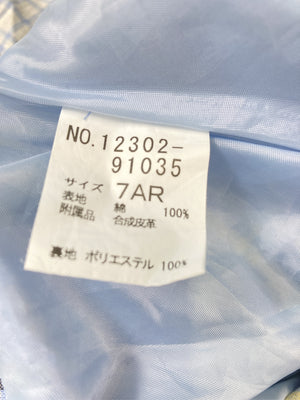 NO.12302-
91035
サイズ 7AR
表地 綿 100%
附属品 合成皮革
裏地 ポリエステル 100%